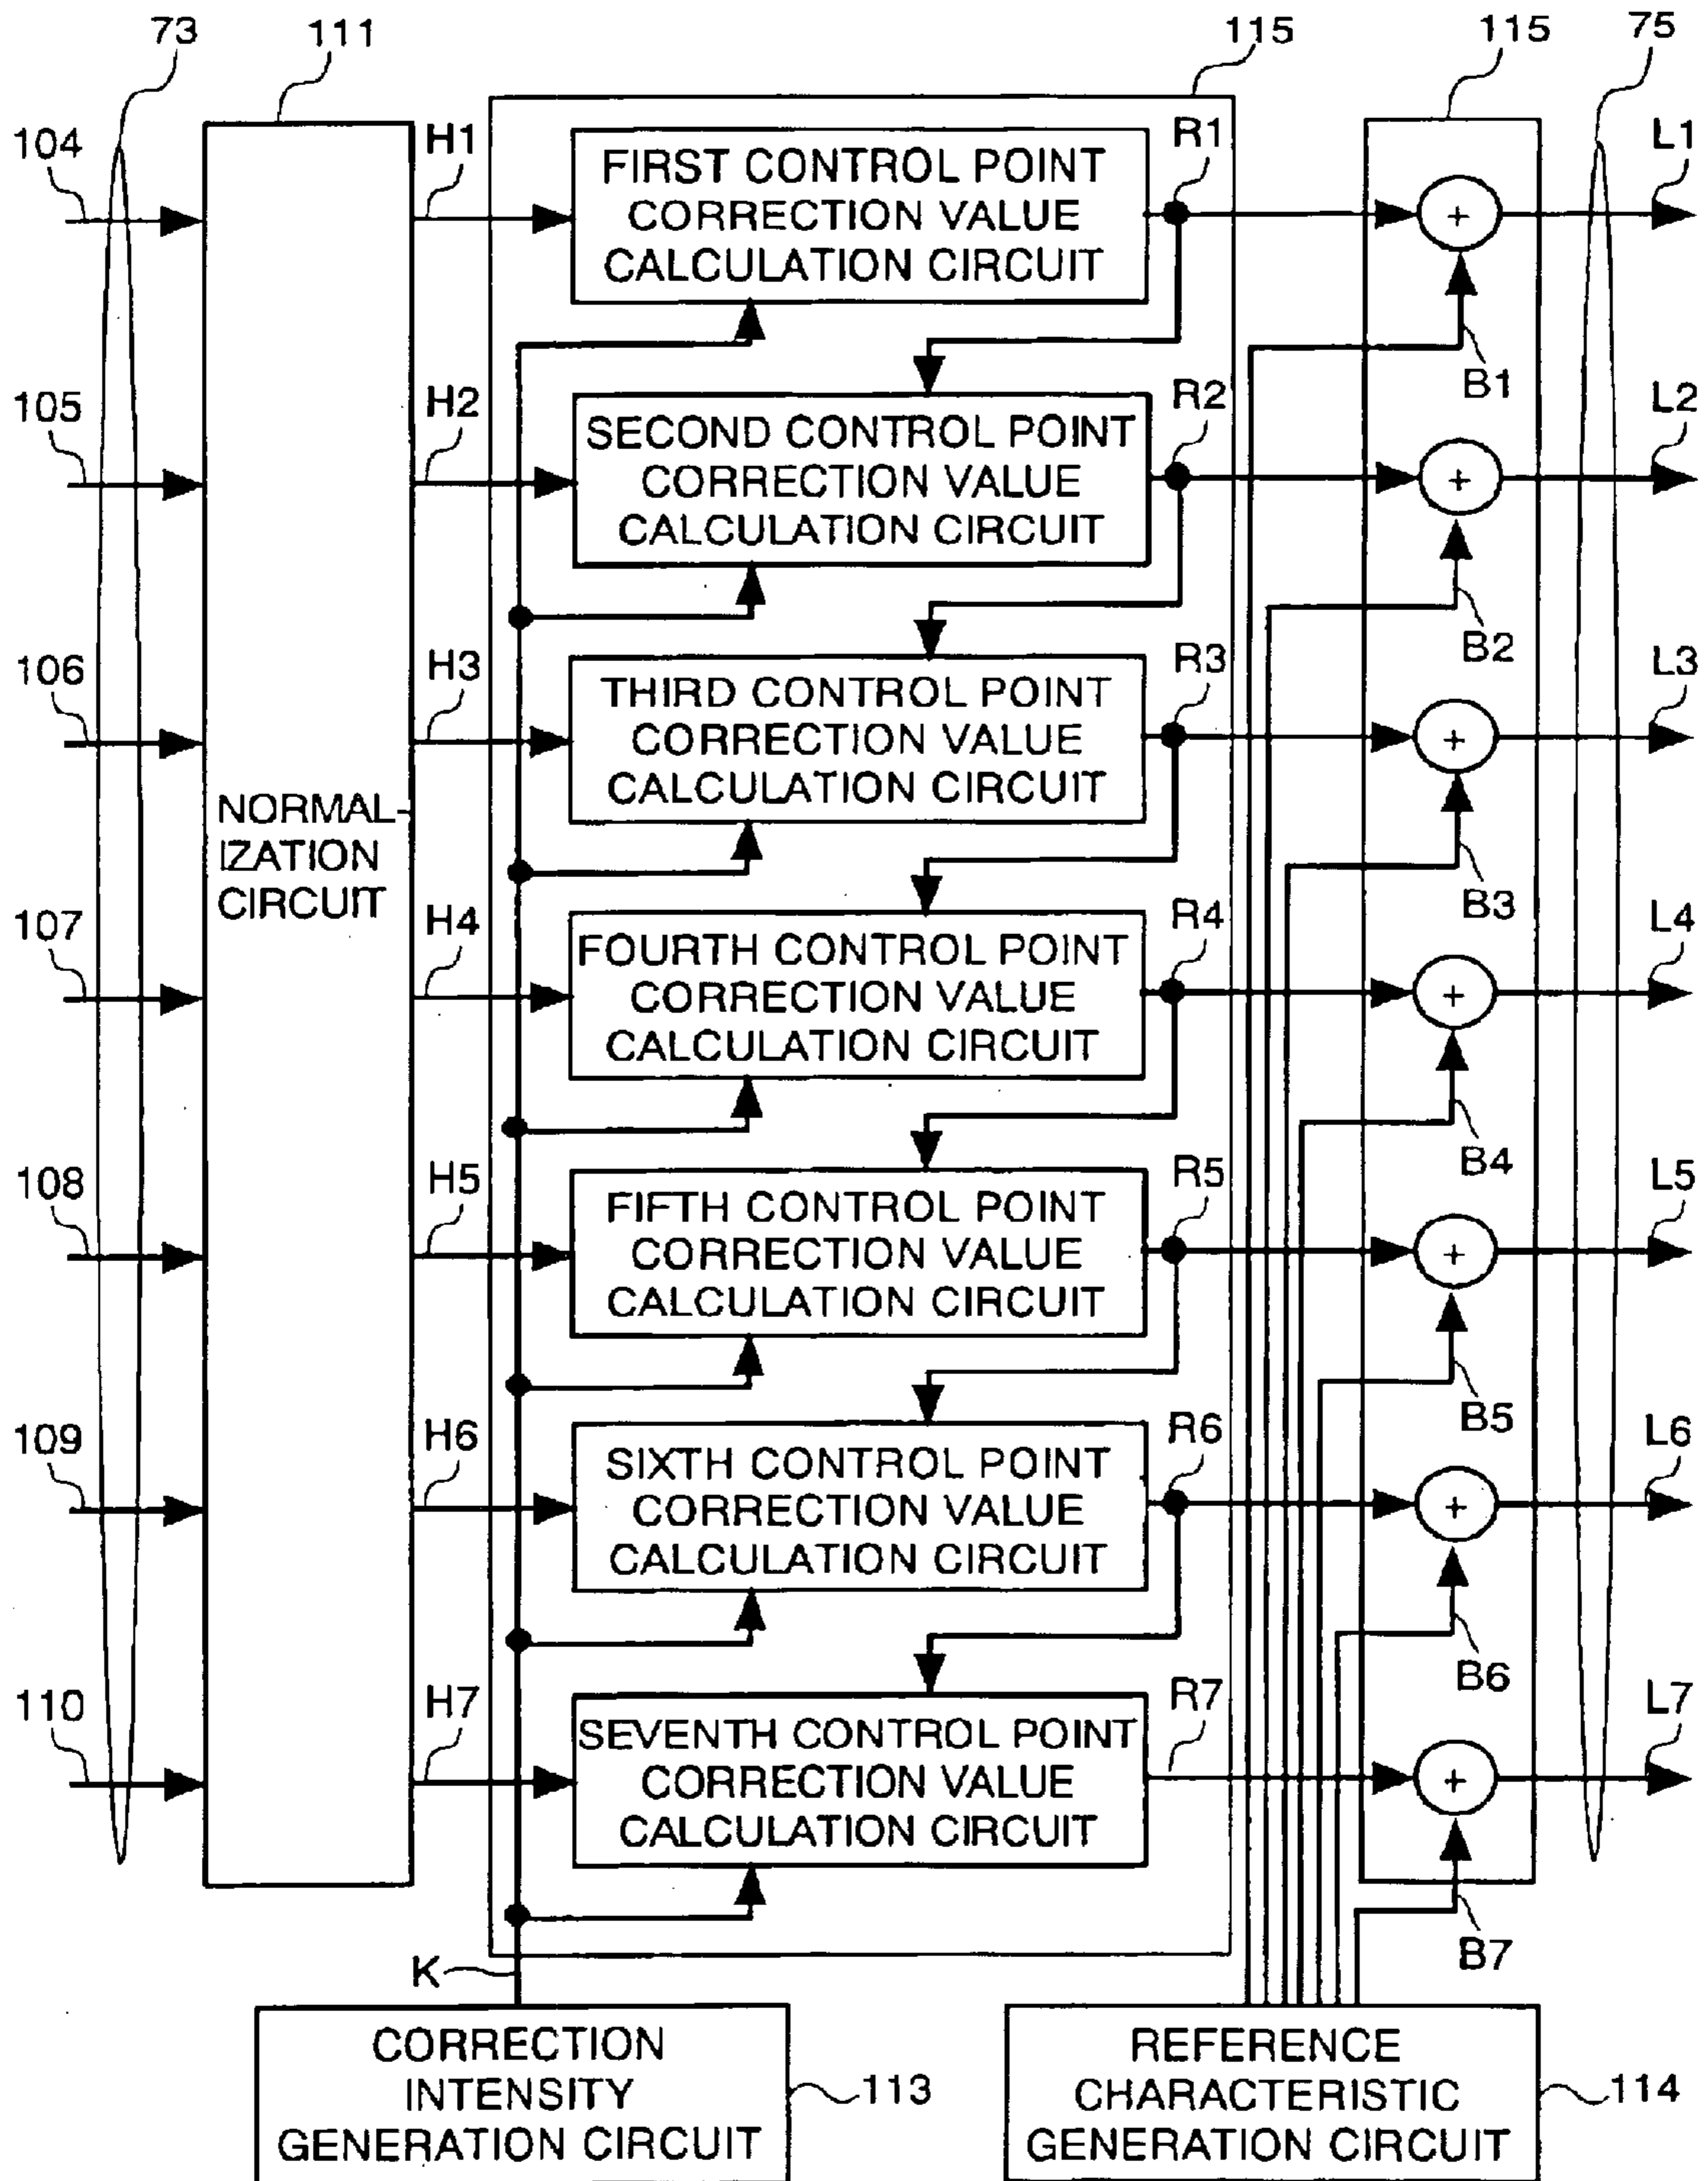 73
111
115
115
75
104
H1
FIRST CONTROL POINT
CORRECTION VALUE
CALCULATION CIRCUIT
R1
+
L1
B1
105
H2
SECOND CONTROL POINT
CORRECTION VALUE
CALCULATION CIRCUIT
R2
+
L2
B2
106
H3
THIRD CONTROL POINT
CORRECTION VALUE
CALCULATION CIRCUIT
R3
+
L3
B3
NORMAL-
IZATION
CIRCUIT
107
H4
FOURTH CONTROL POINT
CORRECTION VALUE
CALCULATION CIRCUIT
R4
+
L4
B4
108
H5
FIFTH CONTROL POINT
CORRECTION VALUE
CALCULATION CIRCUIT
R5
+
L5
B5
109
H6
SIXTH CONTROL POINT
CORRECTION VALUE
CALCULATION CIRCUIT
R6
+
L6
B6
110
H7
SEVENTH CONTROL POINT
CORRECTION VALUE
CALCULATION CIRCUIT
R7
+
L7
B7
K
CORRECTION
INTENSITY
GENERATION CIRCUIT
113
REFERENCE
CHARACTERISTIC
GENERATION CIRCUIT
114